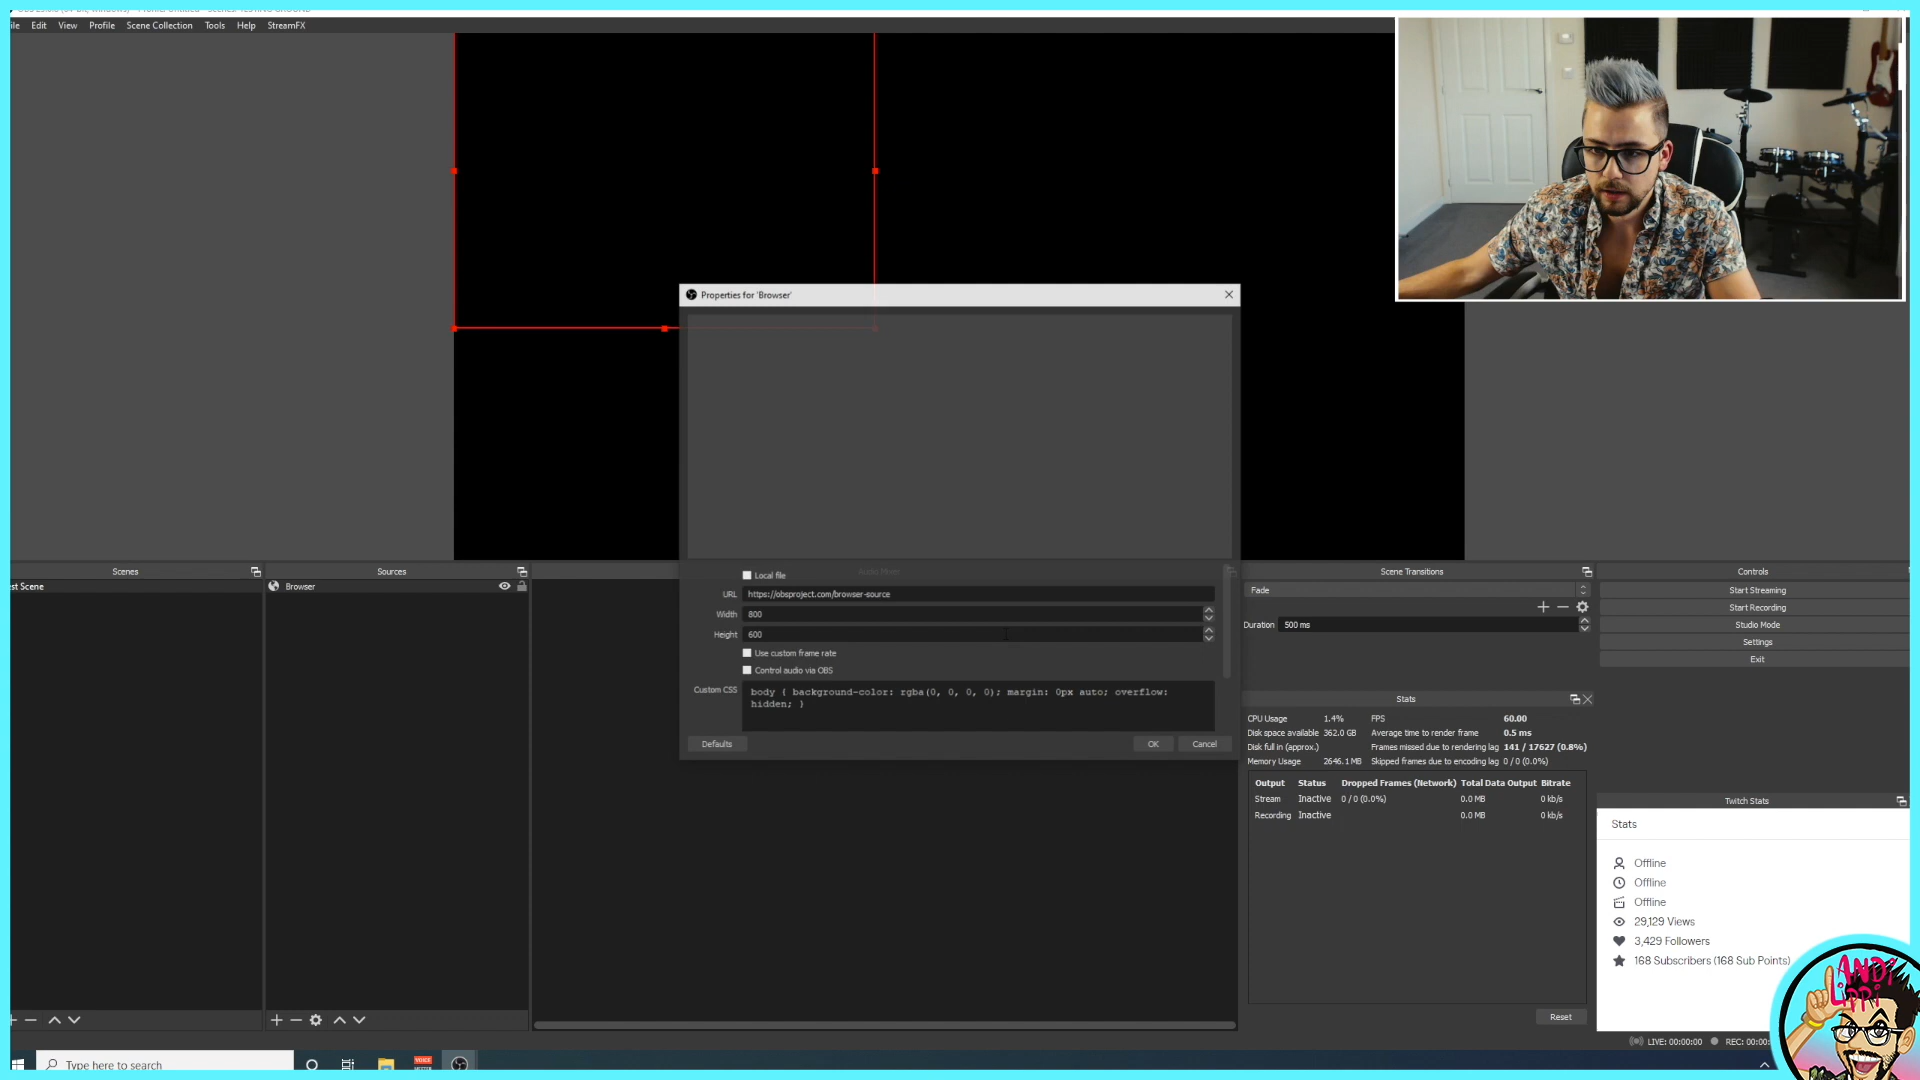 Edit View Profile Scene Collection Tools Help StreamFX
Properties for 'Browser'
Local file
URL https://obsproject.com/browser-source
Width 800
Height 600
Use custom frame rate
Control audio via OBS
Custom CSS body { background-color: rgba(0, 0, 0, 0); margin: 0px auto; overflow:
hidden; }
Defaults OK Cancel
Scenes
est Scene
Sources
Browser
Audio Mixer
Scene Transitions
Fade
Duration 500 ms
Controls
Start Streaming
Start Recording
Studio Mode
Settings
Exit
Stats
CPU Usage 1.4% FPS 60.00
Disk space available 362.0 GB Average time to render frame 0.5 ms
Disk full in (approx.) Frames missed due to rendering lag 141 / 17627 (0.8%)
Memory Usage 2646.1 MB Skipped frames due to encoding lag 0 / 0 (0.0%)
Output Status Dropped Frames (Network) Total Data Output Bitrate
Stream Inactive 0 / 0 (0.0%) 0.0 MB 0 kb/s
Recording Inactive 0.0 MB 0 kb/s
Reset
Twitch Stats
Stats
Offline
Offline
Offline
29,129 Views
3,429 Followers
168 Subscribers (168 Sub Points)
ANDI
LIPPI
LIVE: 00:00:00 REC: 00:00:
Type here to search
VOICE